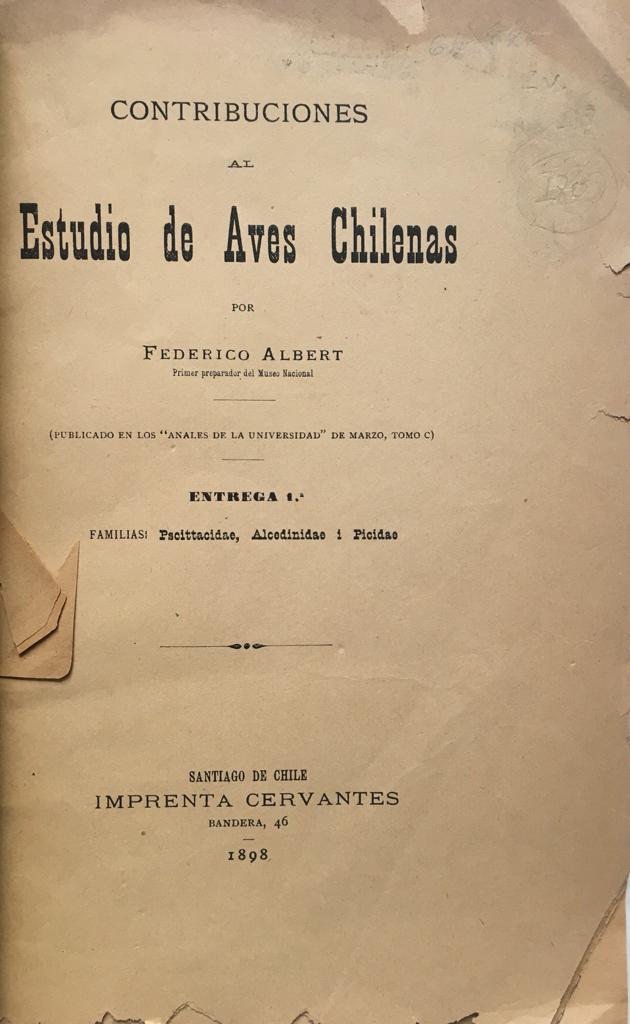 CONTRIBUCIONES
AL
Estudio de Aves Chilenas
POR
FEDERICO ALBERT
Primer preparador del Museo Nacional
(PUBLICADO EN LOS "ANALES DE LA UNIVERSIDAD" DE MARZO, TOMO C)
ENTREGA 1.ª
FAMILIAS: Pscittacidae, Alcedinidae i Picidae
SANTIAGO DE CHILE
IMPRENTA CERVANTES
BANDERA, 46
1898